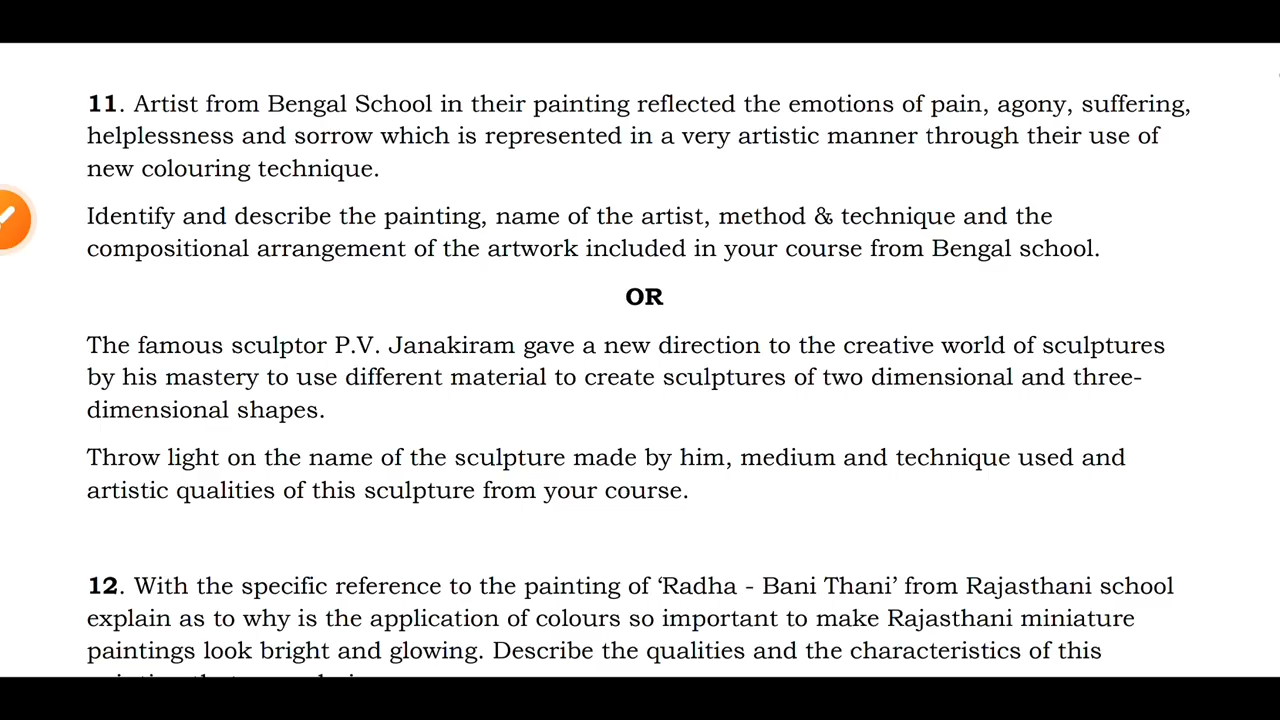 11. Artist from Bengal School in their painting reflected the emotions of pain, agony, suffering,
helplessness and sorrow which is represented in a very artistic manner through their use of
new colouring technique.
Identify and describe the painting, name of the artist, method & technique and the
compositional arrangement of the artwork included in your course from Bengal school.
OR
The famous sculptor P.V. Janakiram gave a new direction to the creative world of sculptures
by his mastery to use different material to create sculptures of two dimensional and three-
dimensional shapes.
Throw light on the name of the sculpture made by him, medium and technique used and
artistic qualities of this sculpture from your course.
12. With the specific reference to the painting of ‘Radha - Bani Thani’ from Rajasthani school
explain as to why is the application of colours so important to make Rajasthani miniature
paintings look bright and glowing. Describe the qualities and the characteristics of this